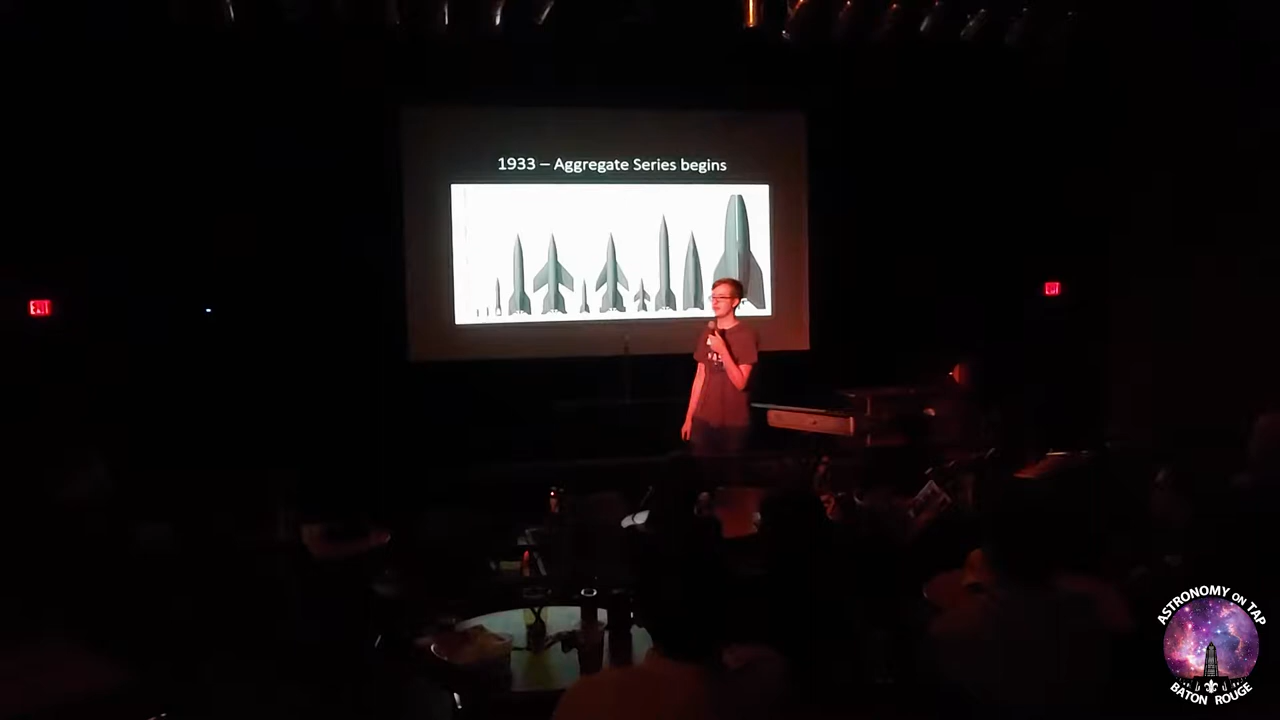 1933 – Aggregate Series begins
EXIT
EXIT
ASTRONOMY ON TAP
BATON ROUGE